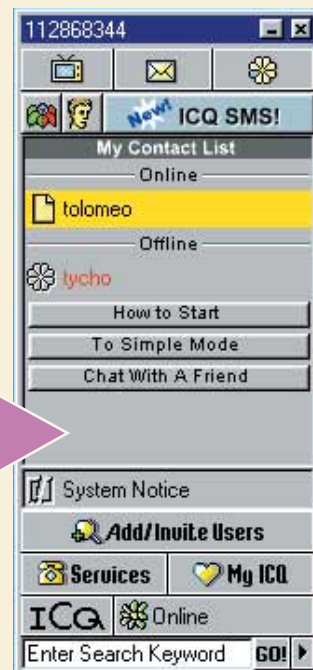 112868344
New! ICQ SMS!
My Contact List
Online
tolomeo
Offline
tycho
How to Start
To Simple Mode
Chat With A Friend
System Notice
Add/Invite Users
Services My ICQ
ICQ Online
Enter Search Keyword GO!